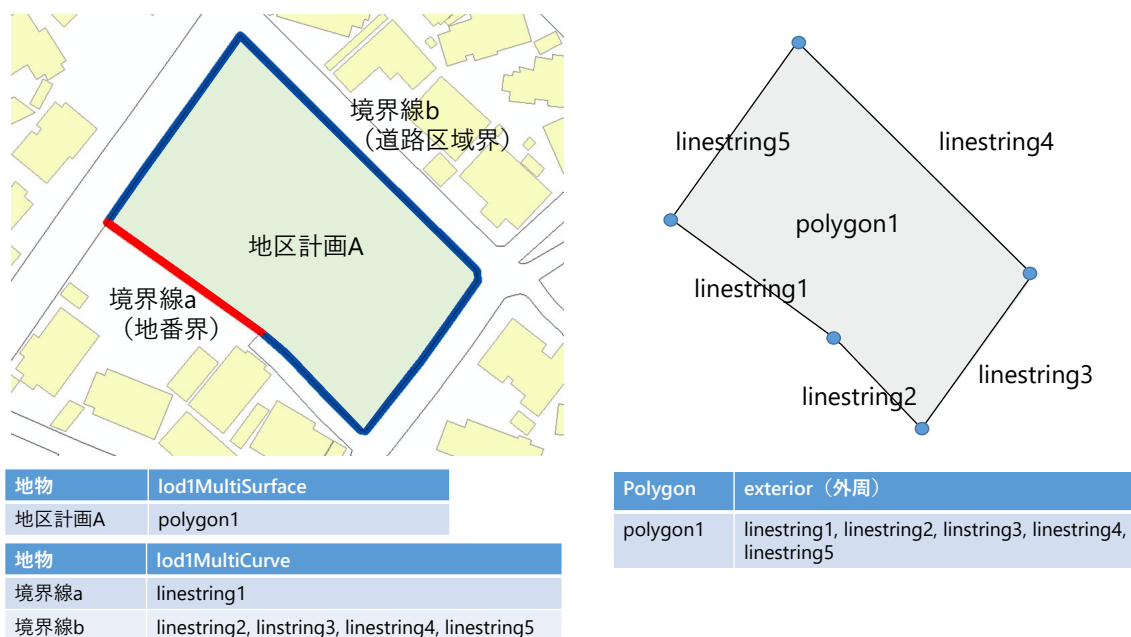 境界線b
（道路区域界）
地区計画A
境界線a
（地番界）
linestring5
linestring4
polygon1
linestring1
linestring3
linestring2
地物 lod1MultiSurface
地区計画A polygon1
地物 lod1MultiCurve
境界線a linestring1
境界線b linestring2, linstring3, linestring4, linestring5
Polygon exterior（外周）
polygon1 linestring1, linestring2, linstring3, linestring4,
linestring5